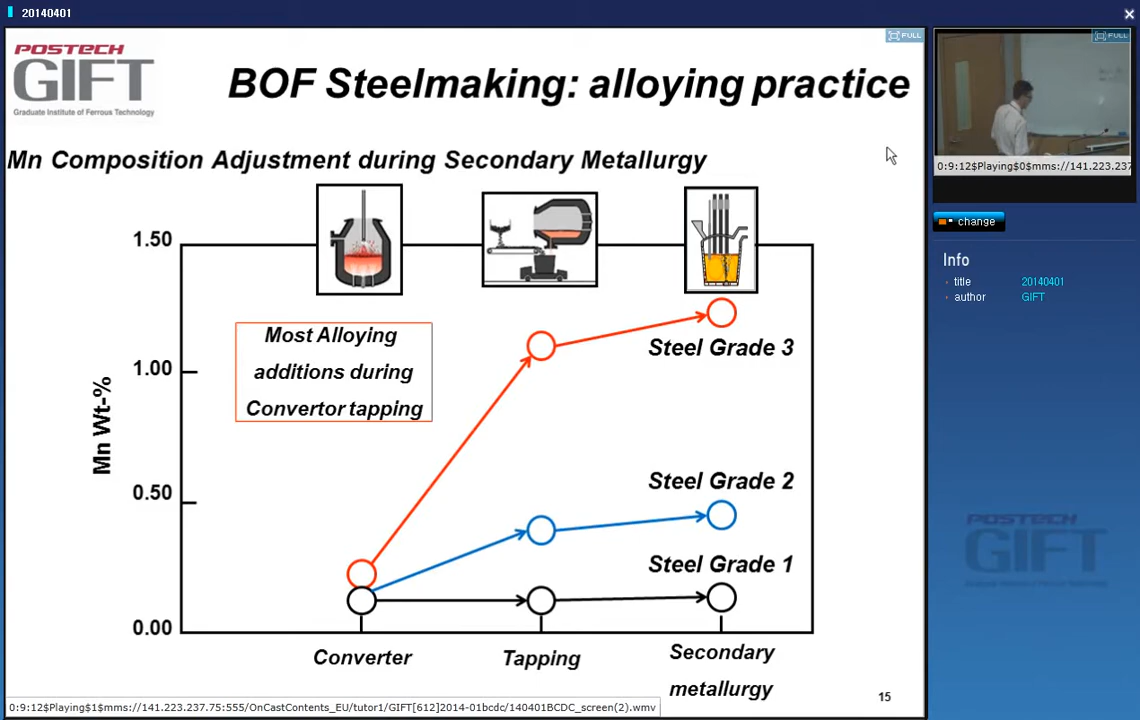 20140401
FULL
POSTECH
GIFT
Graduate Institute of Ferrous Technology
BOF Steelmaking: alloying practice
Mn Composition Adjustment during Secondary Metallurgy
1.50
Most Alloying
additions during
Convertor tapping
Steel Grade 3
1.00
Mn Wt-%
Steel Grade 2
0.50
Steel Grade 1
0.00
Converter
Tapping
Secondary
metallurgy
15
0:9:12$Playing$1$mms://141.223.237.75:555/OnCastContents_EU/tutor1/GIFT[612]2014-01bcdc/140401BCDC_screen(2).wmv
FULL
0:9:12$Playing$0$mms://141.223.237
change
Info
title 20140401
author GIFT
POSTECH
GIFT